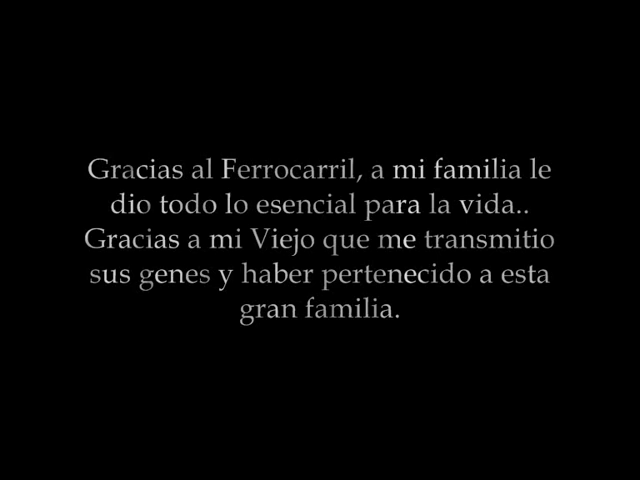 Gracias al Ferrocarril, a mi familia le
dio todo lo esencial para la vida..
Gracias a mi Viejo que me transmitio
sus genes y haber pertenecido a esta
gran familia.